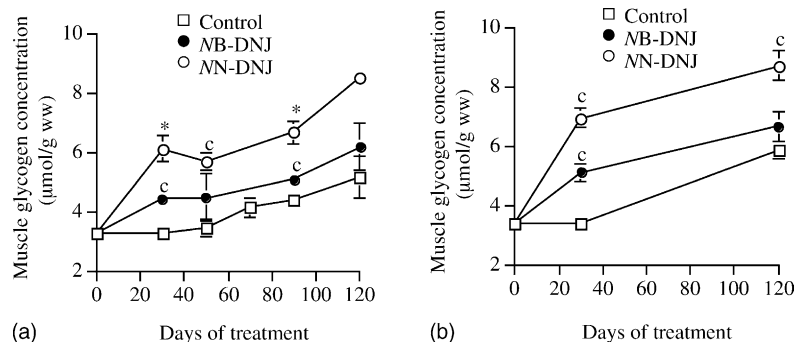 Control
NB-DNJ
NN-DNJ
Muscle glycogen concentration
(μmol/g ww)
10
8
6
4
2
* c * c c
0 20 40 60 80 100 120
Days of treatment
(a)
Control
NB-DNJ
NN-DNJ
Muscle glycogen concentration
(μmol/g ww)
10
8
6
4
2
c c c
0 20 40 60 80 100 120
Days of treatment
(b)